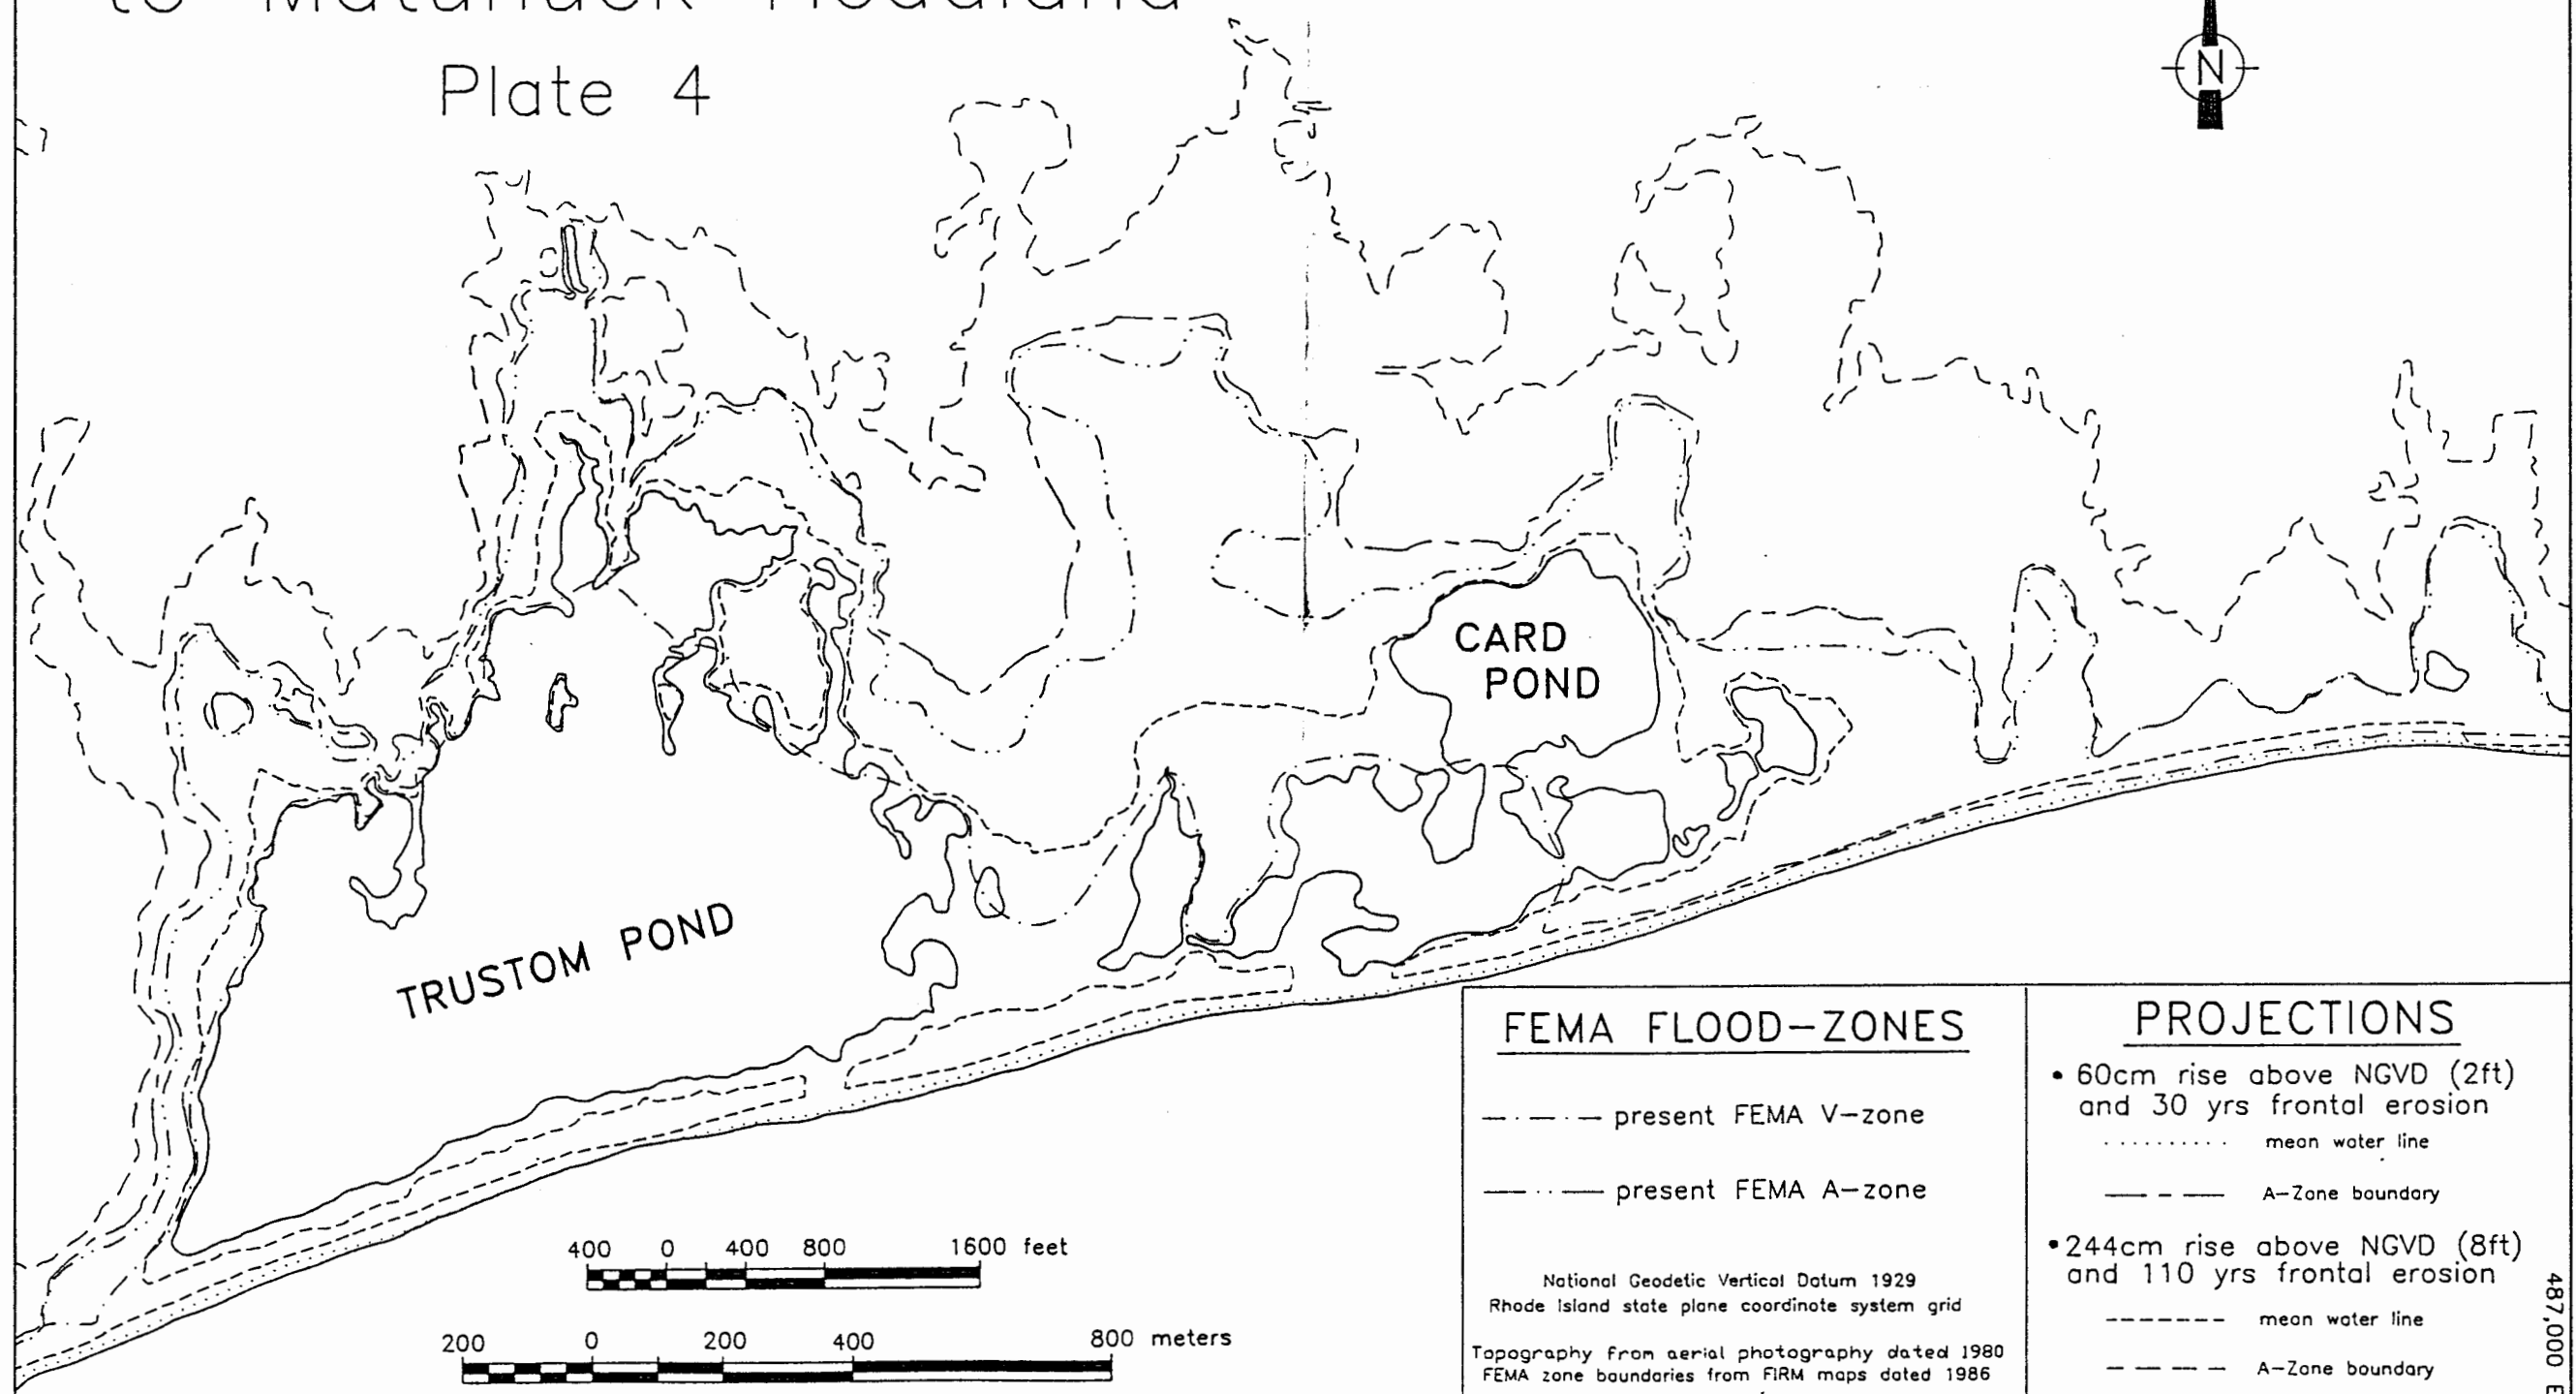 to Matunuck Headland
Plate 4
N
CARD
POND
TRUSTOM POND
400 0 400 800 1600 feet
200 0 200 400 800 meters
FEMA FLOOD-ZONES
present FEMA V-zone
present FEMA A-zone
National Geodetic Vertical Datum 1929
Rhode Island state plane coordinate system grid
Topography from aerial photography dated 1980
FEMA zone boundaries from FIRM maps dated 1986
PROJECTIONS
• 60cm rise above NGVD (2ft)
and 30 yrs frontal erosion
mean water line
A-Zone boundary
• 244cm rise above NGVD (8ft)
and 110 yrs frontal erosion
mean water line
A-Zone boundary
487,000 E